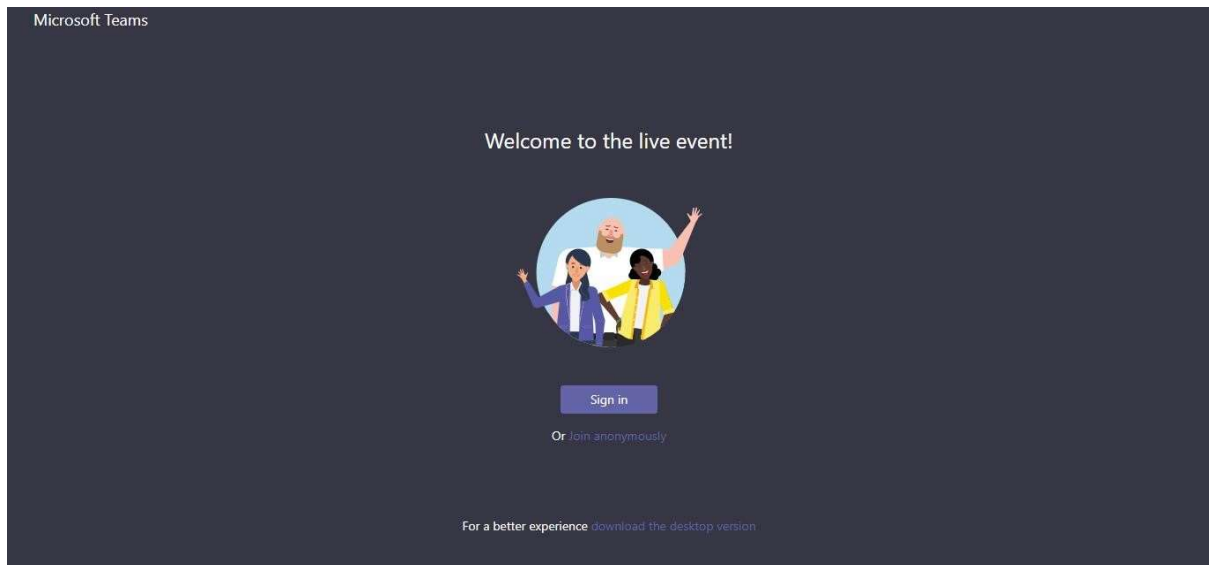 Microsoft Teams
Welcome to the live event!
Sign in
Or Join anonymously
For a better experience download the desktop version